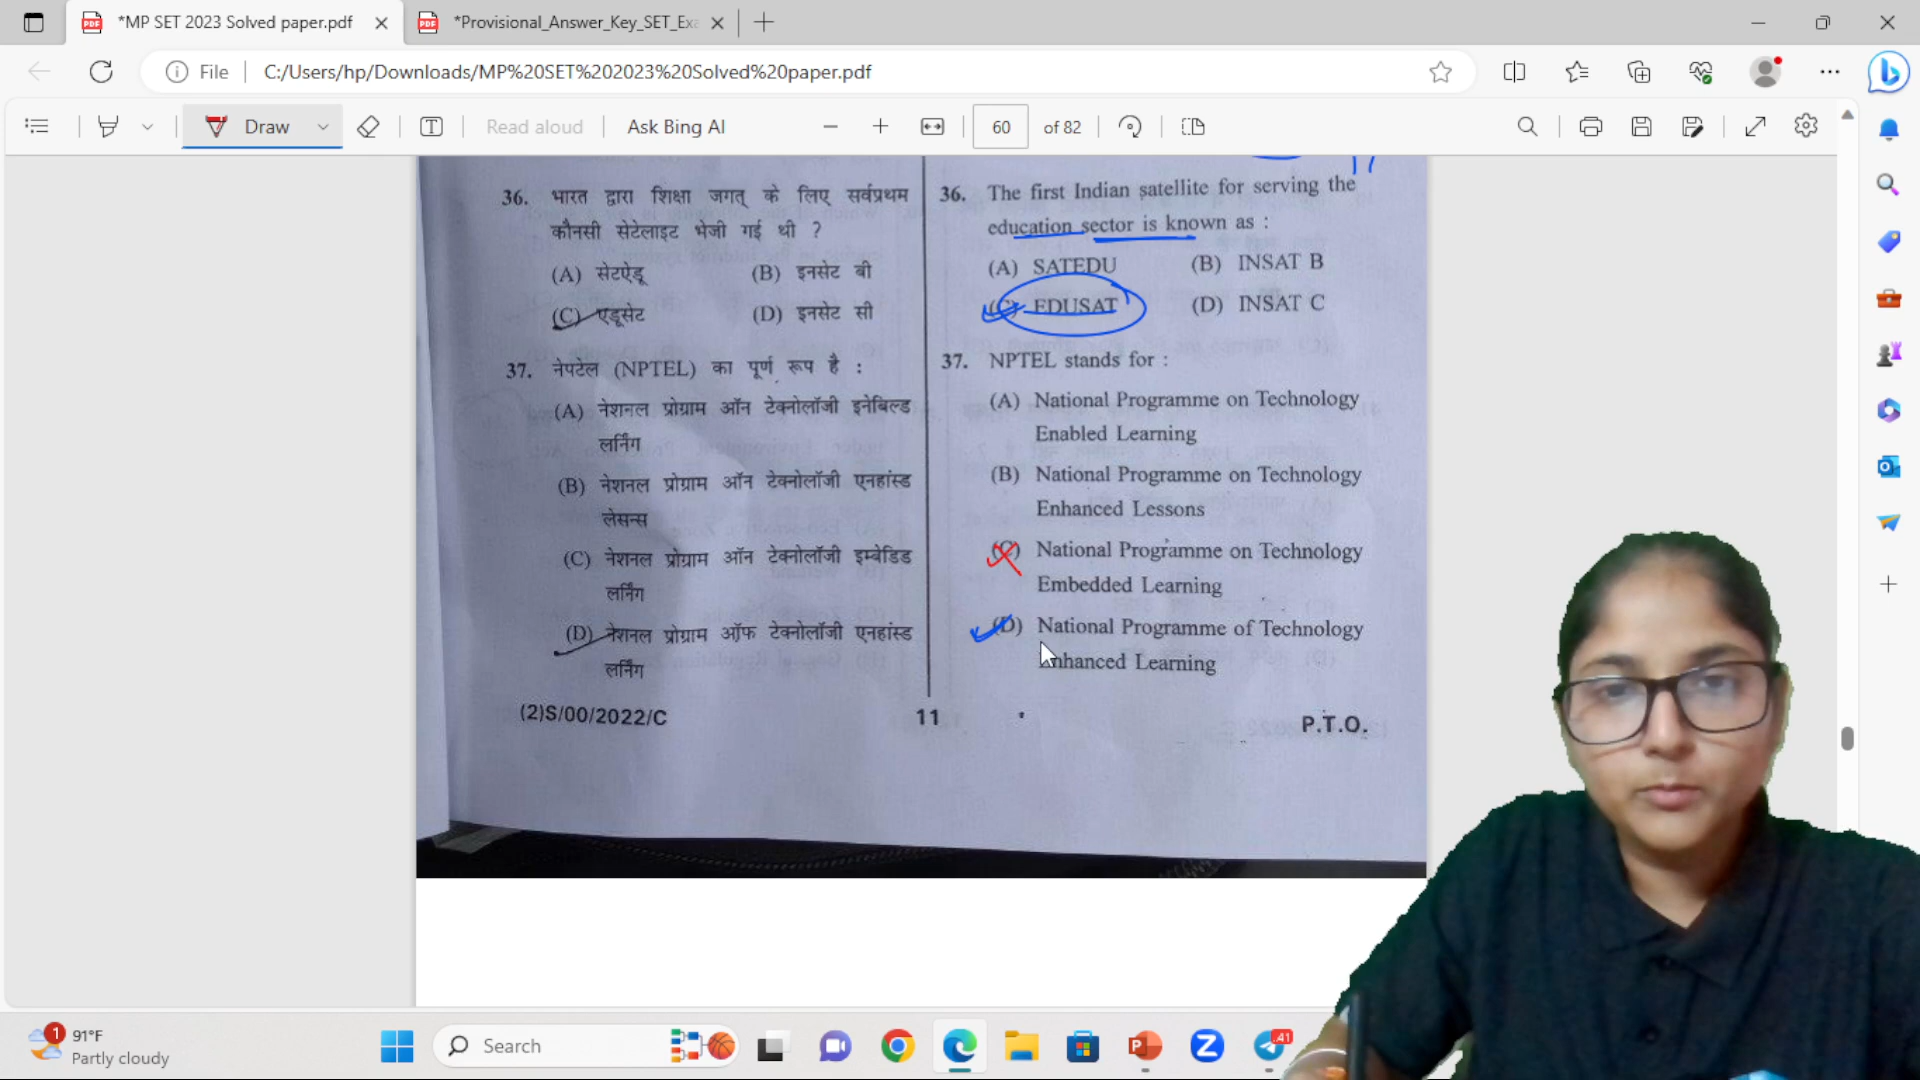 *MP SET 2023 Solved paper.pdf
*Provisional_Answer_Key_SET_Exa
File
C:/Users/hp/Downloads/MP%20SET%202023%20Solved%20paper.pdf
Draw
Read aloud
Ask Bing AI
60
of 82
36. भारत द्वारा शिक्षा जगत् के लिए सर्वप्रथम
कौनसी सेटेलाइट भेजी गई थी ?
(A) सेटऐडू (B) इनसेट बी
(C) एडूसेट (D) इनसेट सी
37. नेपटेल (NPTEL) का पूर्ण रूप है :
(A) नेशनल प्रोग्राम ऑन टेक्नोलॉजी इनेबिल्ड
लर्निंग
(B) नेशनल प्रोग्राम ऑन टेक्नोलॉजी एनहांस्ड
लेसन्स
(C) नेशनल प्रोग्राम ऑन टेक्नोलॉजी इम्बेडिड
लर्निंग
(D) नेशनल प्रोग्राम ऑफ टेक्नोलॉजी एनहांस्ड
लर्निंग
(2)S/00/2022/C
11
17
36. The first Indian satellite for serving the
education sector is known as :
(A) SATEDU (B) INSAT B
(C) EDUSAT (D) INSAT C
37. NPTEL stands for :
(A) National Programme on Technology
Enabled Learning
(B) National Programme on Technology
Enhanced Lessons
(C) National Programme on Technology
Embedded Learning
(D) National Programme of Technology
Enhanced Learning
P.T.O.
1
91°F
Partly cloudy
Search
41